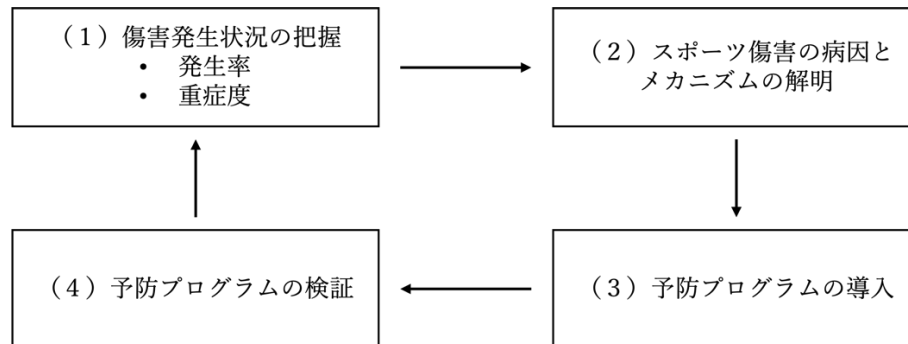 （１）傷害発生状況の把握
• 発生率
• 重症度
（２）スポーツ傷害の病因と
メカニズムの解明
（３）予防プログラムの導入
（４）予防プログラムの検証